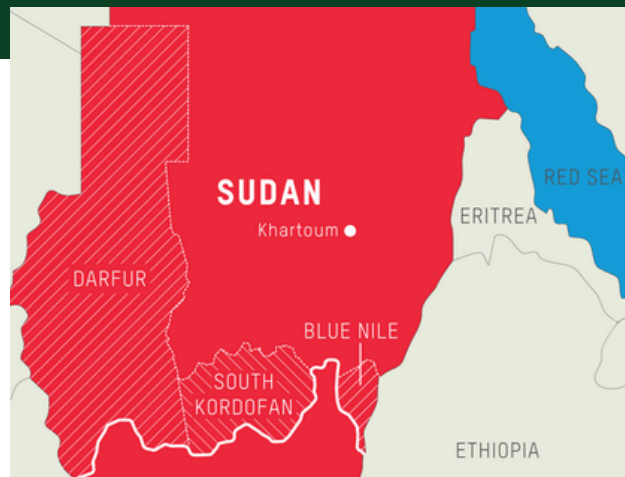 SUDAN
Khartoum
RED SEA
ERITREA
DARFUR
BLUE NILE
SOUTH
KORDOFAN
ETHIOPIA